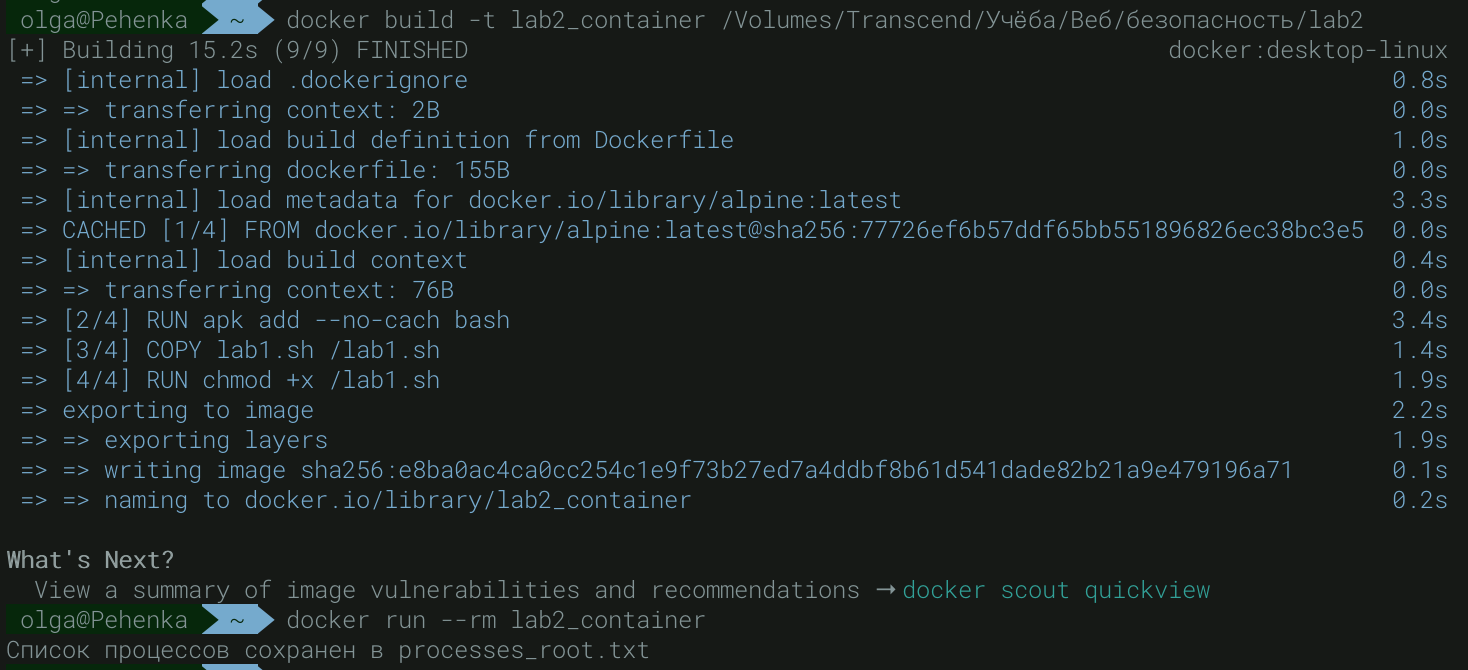 olga@Pehenka ~ docker build -t lab2_container /Volumes/Transcend/Учёба/Веб/безопасность/lab2
[+] Building 15.2s (9/9) FINISHED docker:desktop-linux
=> [internal] load .dockerignore 0.8s
=> => transferring context: 2B 0.0s
=> [internal] load build definition from Dockerfile 1.0s
=> => transferring dockerfile: 155B 0.0s
=> [internal] load metadata for docker.io/library/alpine:latest 3.3s
=> CACHED [1/4] FROM docker.io/library/alpine:latest@sha256:77726ef6b57ddf65bb551896826ec38bc3e5 0.0s
=> [internal] load build context 0.4s
=> => transferring context: 76B 0.0s
=> [2/4] RUN apk add --no-cach bash 3.4s
=> [3/4] COPY lab1.sh /lab1.sh 1.4s
=> [4/4] RUN chmod +x /lab1.sh 1.9s
=> exporting to image 2.2s
=> => exporting layers 1.9s
=> => writing image sha256:e8ba0ac4ca0cc254c1e9f73b27ed7a4ddbf8b61d541dade82b21a9e479196a71 0.1s
=> => naming to docker.io/library/lab2_container 0.2s
What's Next?
View a summary of image vulnerabilities and recommendations → docker scout quickview
olga@Pehenka ~ docker run --rm lab2_container
Список процессов сохранен в processes_root.txt